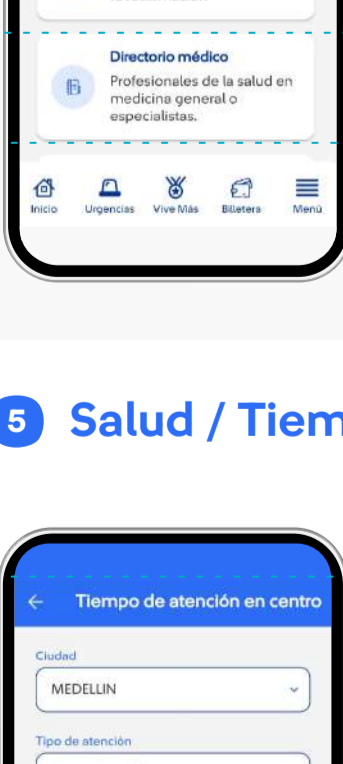 Directorio médico
Profesionales de la salud en
medicina general o
especialistas.
Inicio Urgencias Vive Más Billetera Menú
5 Salud / Tiem
Tiempo de atención en centro
Ciudad
MEDELLIN
Tipo de atención